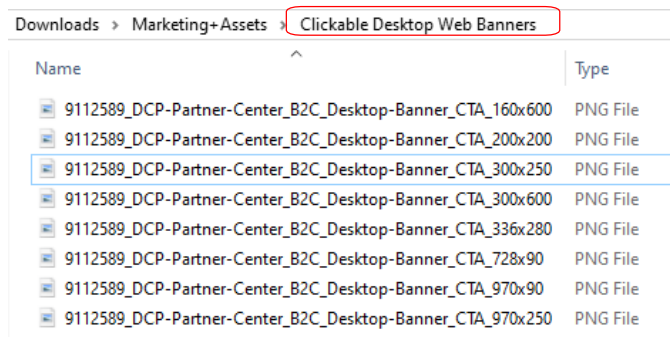 Downloads > Marketing+Assets > Clickable Desktop Web Banners
Name Type
9112589_DCP-Partner-Center_B2C_Desktop-Banner_CTA_160x600 PNG File
9112589_DCP-Partner-Center_B2C_Desktop-Banner_CTA_200x200 PNG File
9112589_DCP-Partner-Center_B2C_Desktop-Banner_CTA_300x250 PNG File
9112589_DCP-Partner-Center_B2C_Desktop-Banner_CTA_300x600 PNG File
9112589_DCP-Partner-Center_B2C_Desktop-Banner_CTA_336x280 PNG File
9112589_DCP-Partner-Center_B2C_Desktop-Banner_CTA_728x90 PNG File
9112589_DCP-Partner-Center_B2C_Desktop-Banner_CTA_970x90 PNG File
9112589_DCP-Partner-Center_B2C_Desktop-Banner_CTA_970x250 PNG File